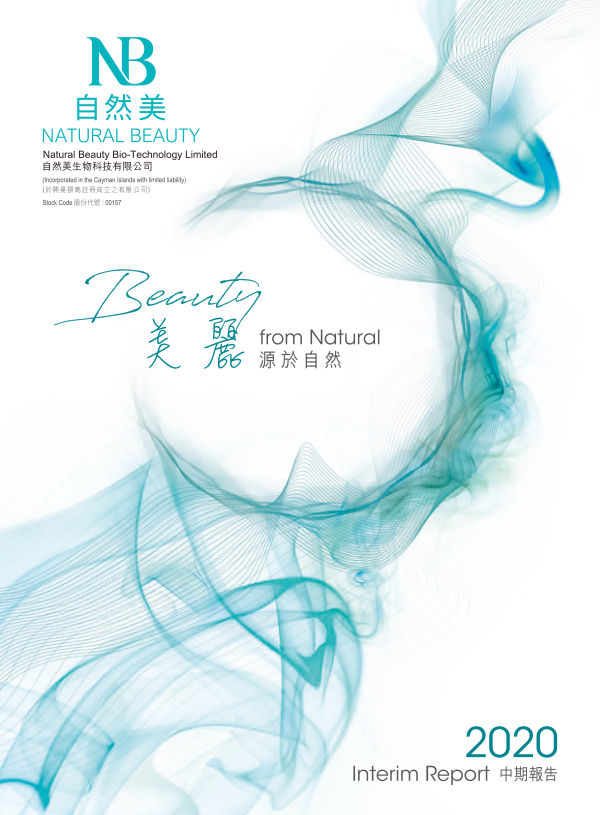 NB
自然美
NATURAL BEAUTY
Natural Beauty Bio-Technology Limited
自然美生物科技有限公司
(Incorporated in the Cayman Islands with limited liability)
(於開曼群島註冊成立之有限公司)
Stock Code 股份代號 : 00157
Beauty
美麗
from Natural
源於自然
2020
Interim Report 中期報告